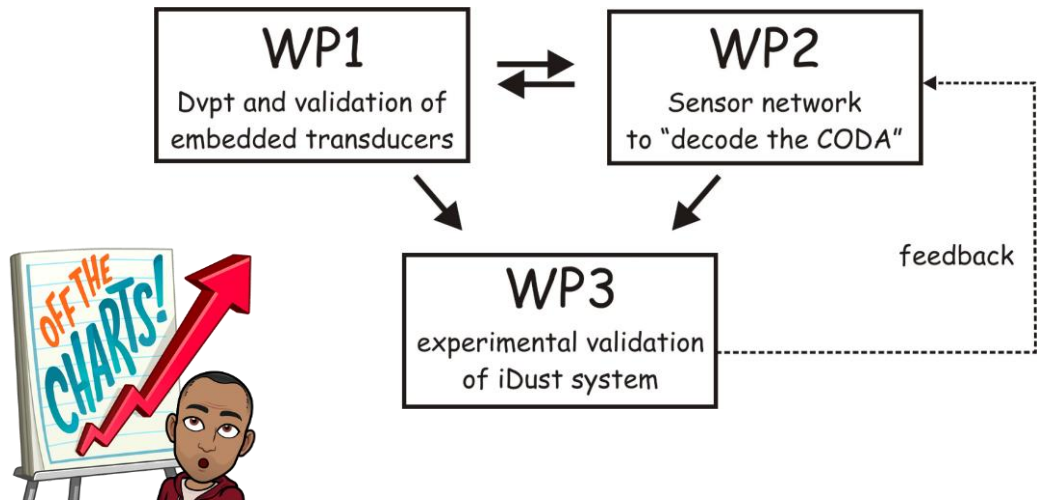 WP1
Dvpt and validation of
embedded transducers
WP2
Sensor network
to “decode the CODA”
feedback
WP3
experimental validation
of iDust system
OFF THE
CHARTS!